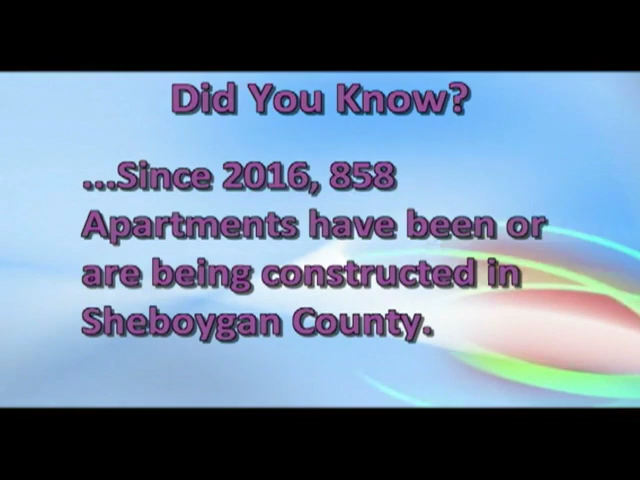 Did You Know?
...Since 2016, 858
Apartments have been or
are being constructed in
Sheboygan County.